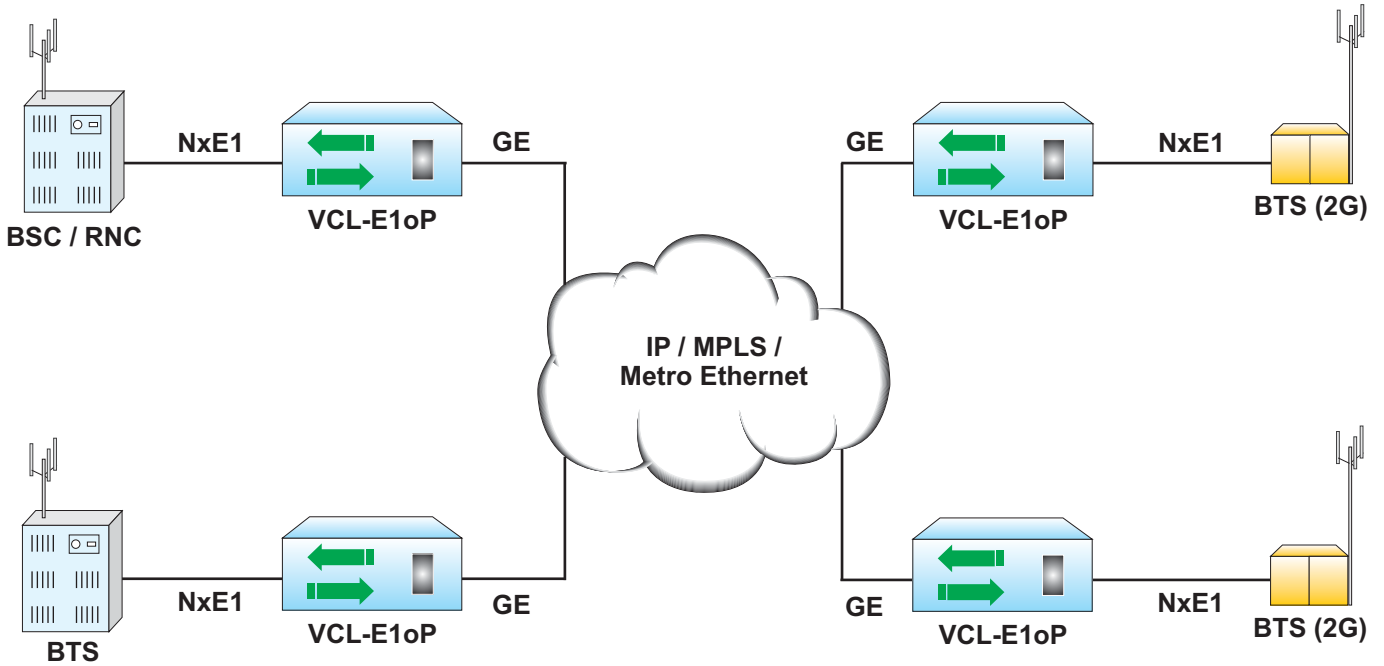 NxE1
GE
VCL-E1oP
BSC / RNC
GE
NxE1
VCL-E1oP
BTS (2G)
IP / MPLS /
Metro Ethernet
NxE1
GE
VCL-E1oP
BTS
GE
NxE1
VCL-E1oP
BTS (2G)